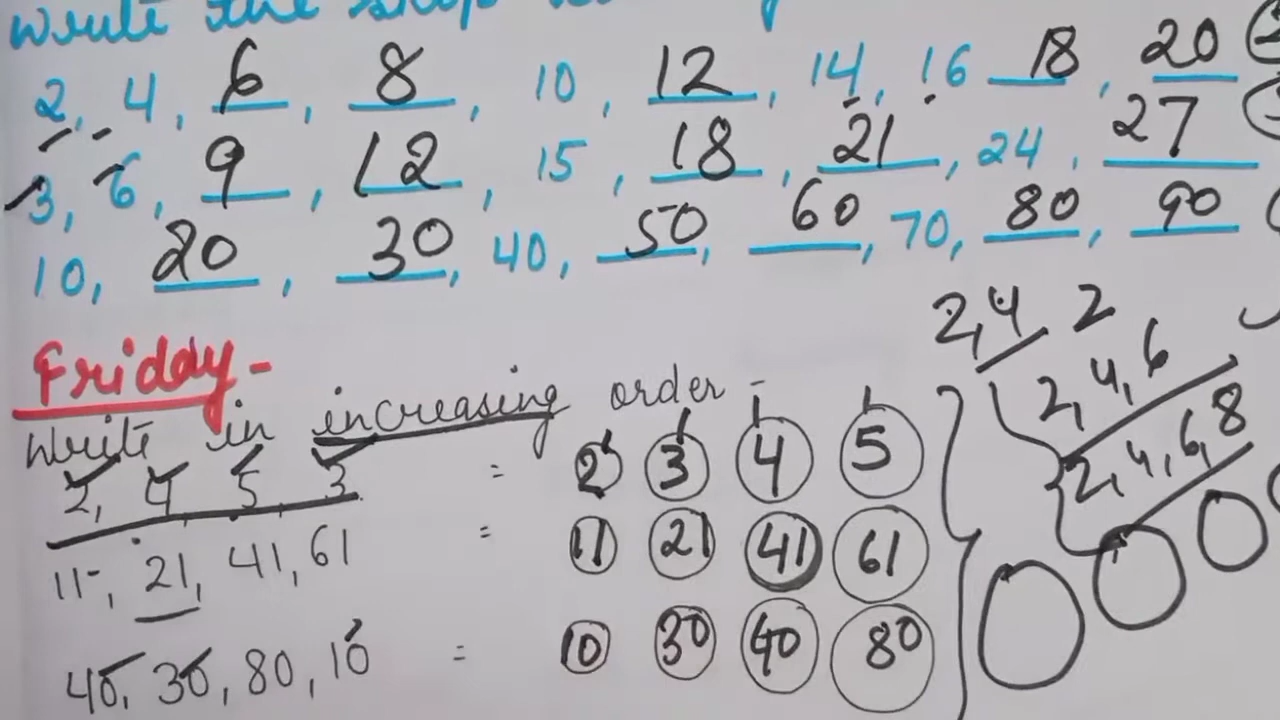 Write the skip
2, 4, 6, 8, 10, 12, 14, 16 18, 20
3, 6, 9, 12, 15, 18, 21, 24, 27
10, 20, 30, 40, 50, 60, 70, 80, 90
2,4 2
2,4,6
2,4,6,8
Friday-
Write in increasing order -
2, 4, 5, 3 = 2 3 4 5
11, 21, 41, 61 = 11 21 41 61
40, 30, 80, 10 = 10 30 40 80